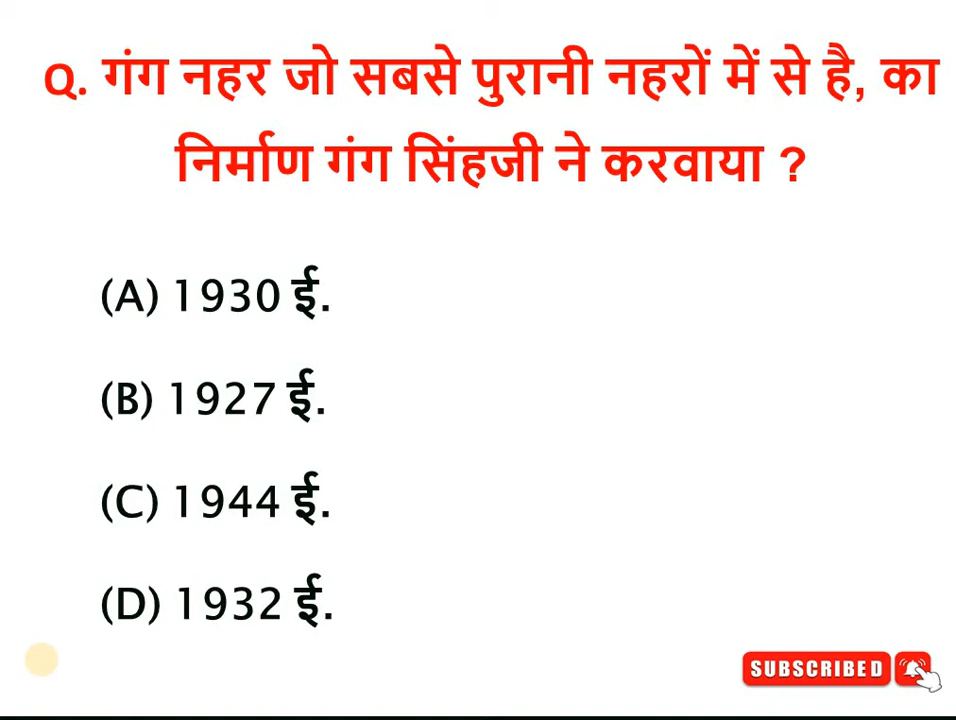 Q. गंग नहर जो सबसे पुरानी नहरों में से है, का
निर्माण गंग सिंहजी ने करवाया ?
(A) 1930 ई.
(B) 1927 ई.
(C) 1944 ई.
(D) 1932 ई.
SUBSCRIBED